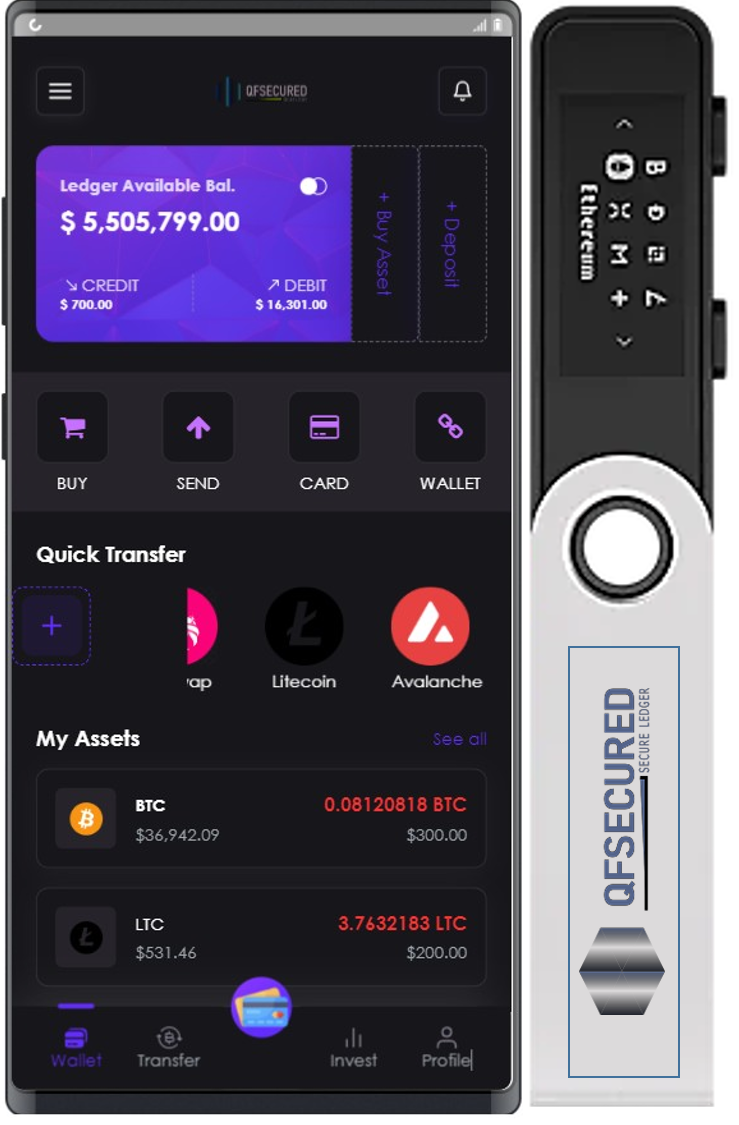 QFSECURED
Ledger Available Bal.
$ 5,505,799.00
CREDIT
$ 700.00
DEBIT
$ 16,301.00
+ Buy Asset
+ Deposit
BUY
SEND
CARD
WALLET
Quick Transfer
+
ap
Litecoin
Avalanche
My Assets
See all
BTC
0.08120818 BTC
$36,942.09
$300.00
LTC
3.7632183 LTC
$531.46
$200.00
Wallet
Transfer
Invest
Profile
Ethereum
QFSECURED
SECURE LEDGER